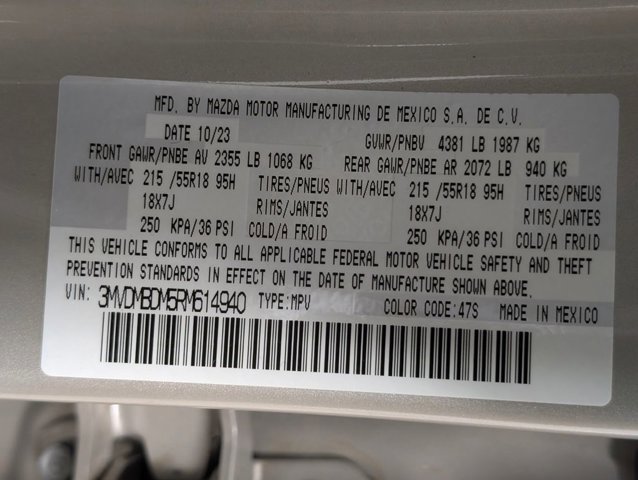 MFD. BY MAZDA MOTOR MANUFACTURING DE MEXICO S.A. DE C.V.
DATE 10/23 GVWR/PNBV 4381 LB 1987 KG
FRONT GAWR/PNBE AV 2355 LB 1068 KG REAR GAWR/PNBE AR 2072 LB 940 KG
WITH/AVEC 215 /55R18 95H TIRES/PNEUS WITH/AVEC 215 /55R18 95H TIRES/PNEUS
18X7J RIMS/JANTES 18X7J RIMS/JANTES
250 KPA/36 PSI COLD/A FROID 250 KPA/36 PSI COLD/A FROID
THIS VEHICLE CONFORMS TO ALL APPLICABLE FEDERAL MOTOR VEHICLE SAFETY AND THEFT
PREVENTION STANDARDS IN EFFECT ON THE DATE OF MANUFACTURE SHOWN ABOVE.
VIN: 3MVDMBDM5RM614940 TYPE:MPV COLOR CODE:47S MADE IN MEXICO